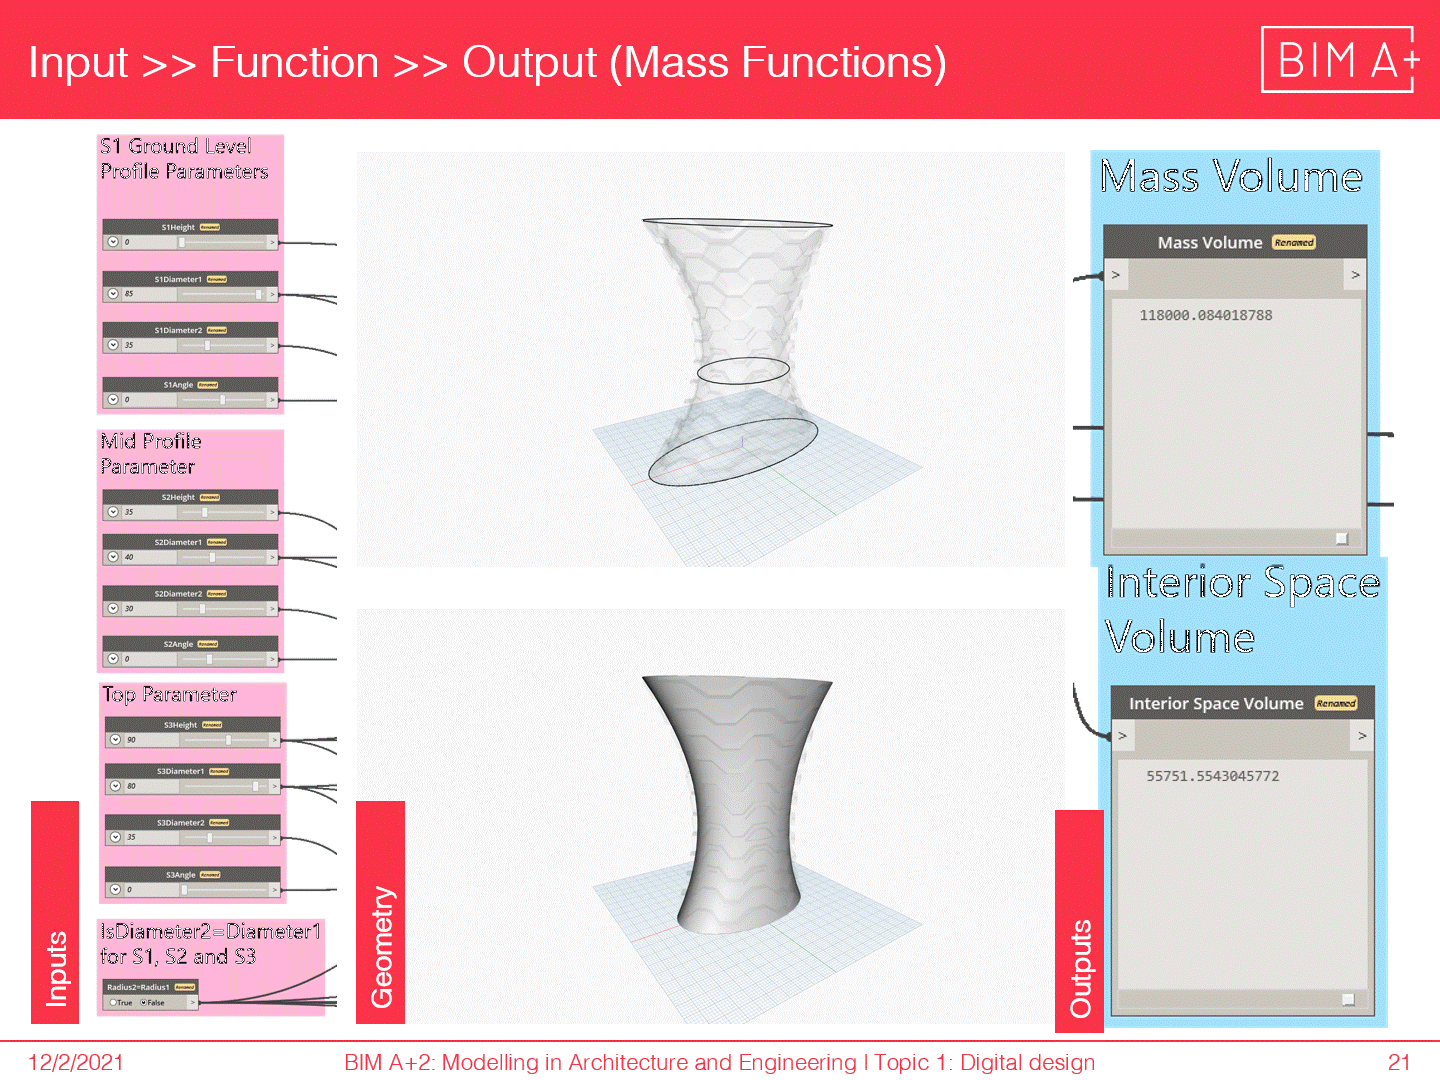 Input >> Function >> Output (Mass Functions)
BIM A+
S1 Ground Level
Profile Parameters
S1Height Renamed
0 >
S1Diameter1 Renamed
85 >
S1Diameter2 Renamed
35 >
S1Angle Renamed
0 >
Mid Profile
Parameter
S2Height Renamed
35 >
S2Diameter1 Renamed
40 >
S2Diameter2 Renamed
30 >
S2Angle Renamed
0 >
Top Parameter
S3Height Renamed
90 >
S3Diameter1 Renamed
80 >
S3Diameter2 Renamed
35 >
S3Angle Renamed
0 >
IsDiameter2=Diameter1
for S1, S2 and S3
Radius2=Radius1 Renamed
True False >
Inputs
Geometry
Mass Volume
Mass Volume Renamed
> >
118000.084018788
Interior Space
Volume
Interior Space Volume Renamed
> >
55751.5543045772
Outputs
12/2/2021
BIM A+2: Modelling in Architecture and Engineering | Topic 1: Digital design
21